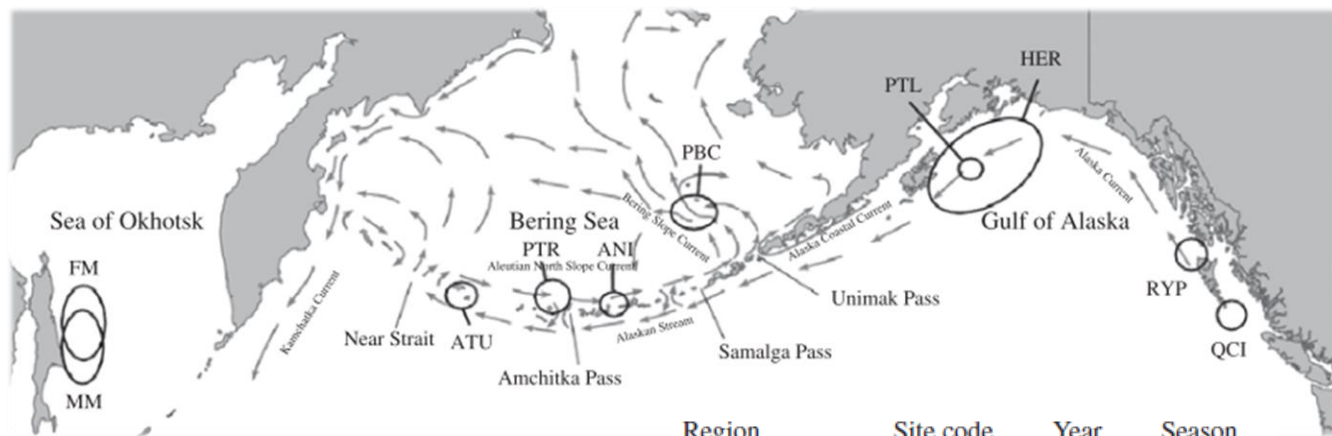 HER
PTL
PBC
Alaska Current
Sea of Okhotsk
Bering Sea
Bering Slope Current
Alaska Coastal Current
Gulf of Alaska
PTR
ANI
Aleutian North Slope Current
FM
RYP
Unimak Pass
Kamchatka Current
Near Strait
ATU
Alaskan Stream
Samalga Pass
QCI
Amchitka Pass
MM
Region Site code Year Season